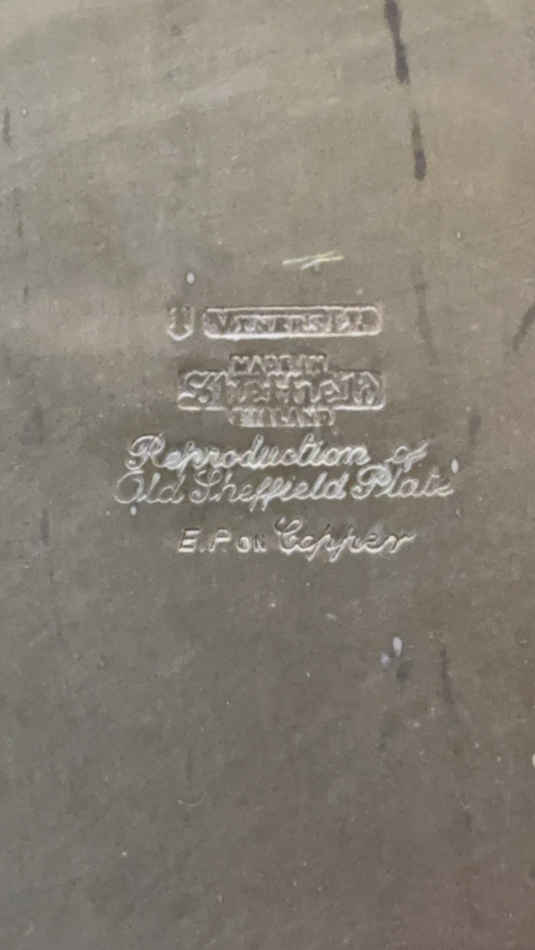 VINERS LTD
MADE IN
Sheffield
ENGLAND
Reproduction of
Old Sheffield Plate
E.P ON Copper